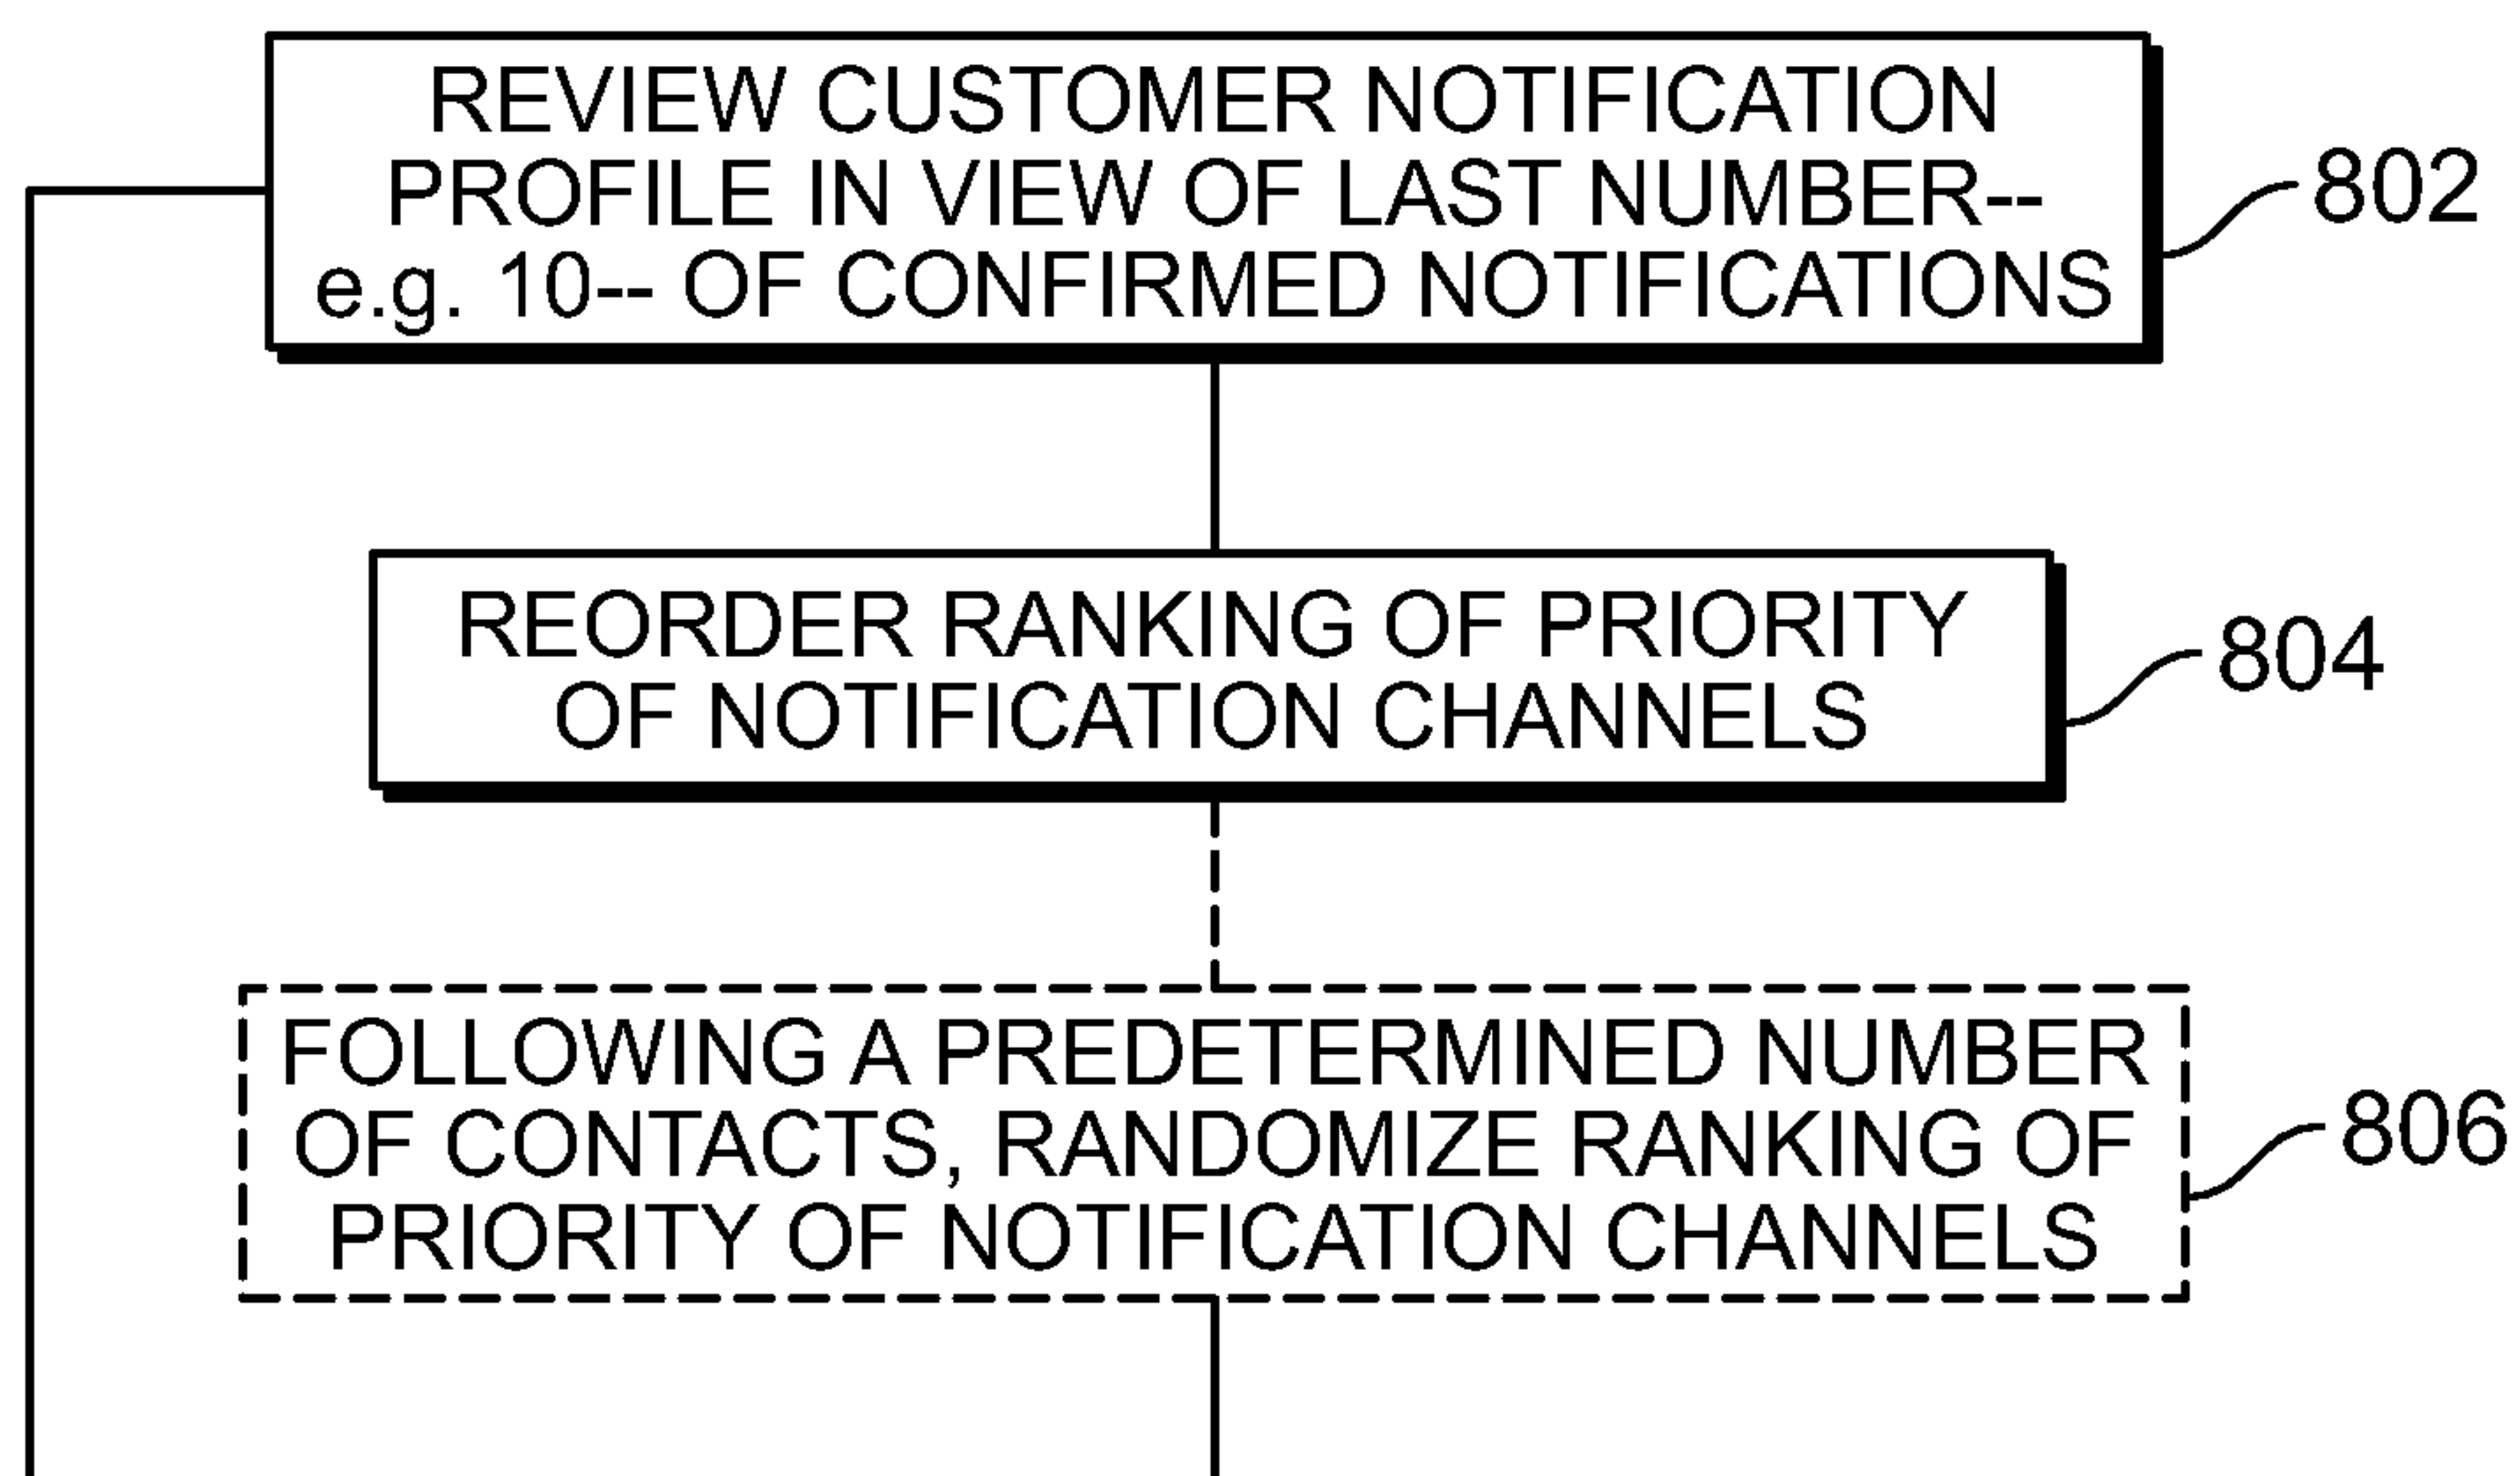 REVIEW CUSTOMER NOTIFICATION
PROFILE IN VIEW OF LAST NUMBER--
e.g. 10-- OF CONFIRMED NOTIFICATIONS
802
REORDER RANKING OF PRIORITY
OF NOTIFICATION CHANNELS
804
FOLLOWING A PREDETERMINED NUMBER
OF CONTACTS, RANDOMIZE RANKING OF
PRIORITY OF NOTIFICATION CHANNELS
806